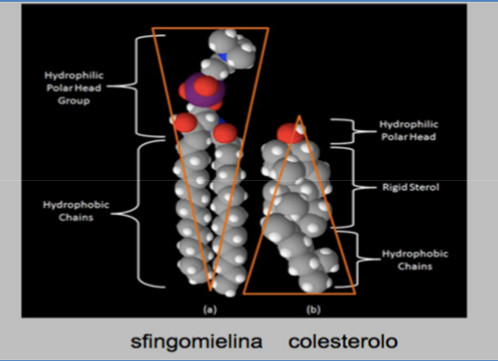 Hydrophilic
Polar Head
Group
Hydrophobic
Chains
Hydrophilic
Polar Head
Rigid Sterol
Hydrophobic
Chains
(a)
(b)
sfingomielina colesterolo